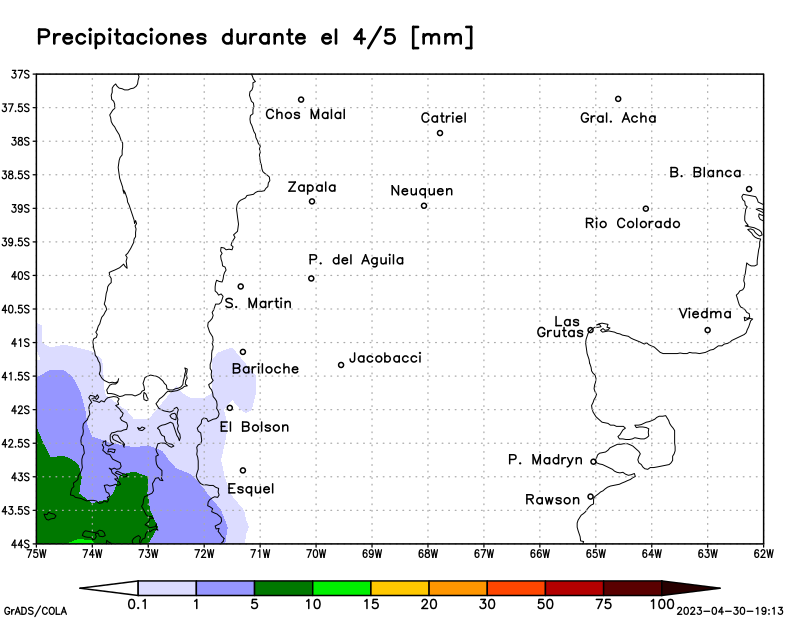 Precipitaciones durante el 4/5 [mm]
37S
Chos Malal
Gral. Acha
37.5S
Catriel
38S
B. Blanca
38.5S
Zapala
Neuquen
39S
Rio Colorado
39.5S
P. del Aguila
40S
S. Martin
40.5S
Viedma
Las
Grutas
41S
Jacobacci
Bariloche
41.5S
42S
El Bolson
42.5S
P. Madryn
43S
Esquel
Rawson
43.5S
44S
75W 74W 73W 72W 71W 70W 69W 68W 67W 66W 65W 64W 63W 62W
0.1 1 5 10 15 20 30 50 75 100
GrADS/COLA 2023-04-30-19:13